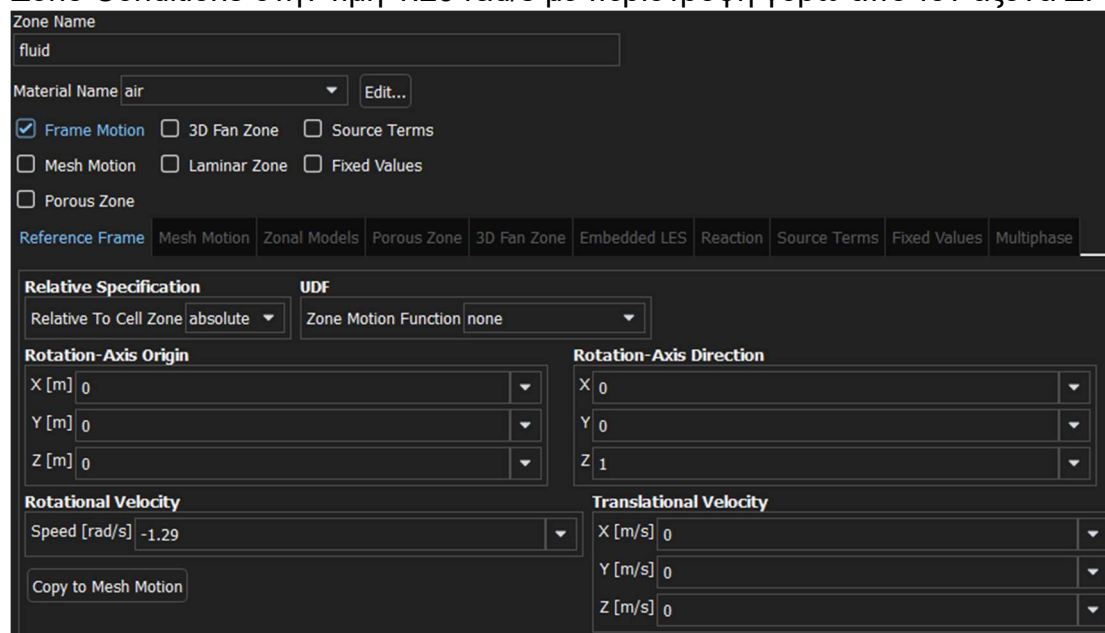 Zone Name
fluid
Material Name air Edit...
Frame Motion 3D Fan Zone Source Terms
Mesh Motion Laminar Zone Fixed Values
Porous Zone
Reference Frame Mesh Motion Zonal Models Porous Zone 3D Fan Zone Embedded LES Reaction Source Terms Fixed Values Multiphase
Relative Specification UDF
Relative To Cell Zone absolute Zone Motion Function none
Rotation-Axis Origin Rotation-Axis Direction
X [m] 0 X 0
Y [m] 0 Y 0
Z [m] 0 Z 1
Rotational Velocity Translational Velocity
Speed [rad/s] -1.29 X [m/s] 0
Copy to Mesh Motion Y [m/s] 0
Z [m/s] 0